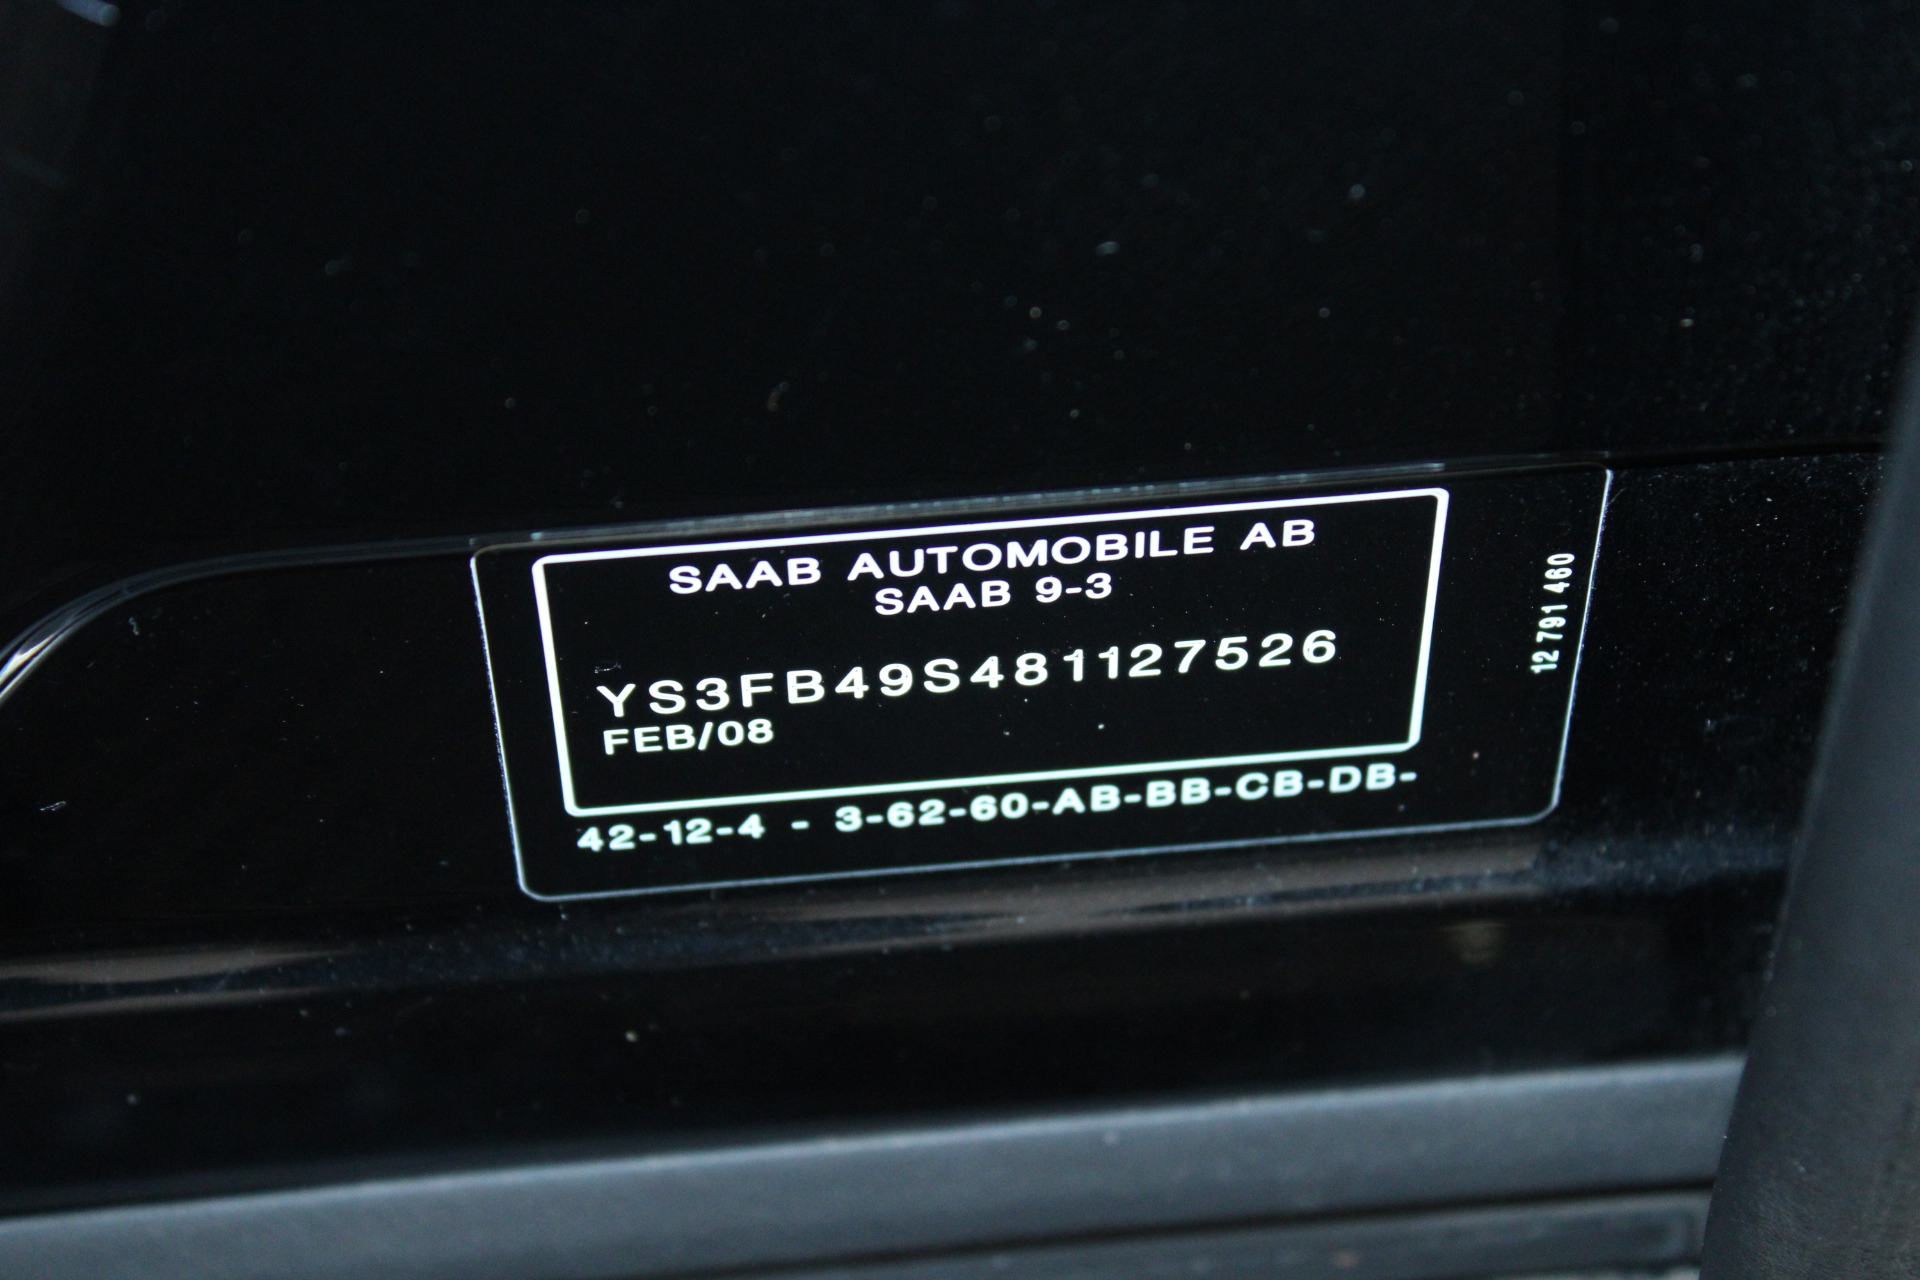 SAAB AUTOMOBILE AB
SAAB 9-3
YS3FB49S481127526
FEB/08
42-12-4 - 3-62-60-AB-BB-CB-DB-
12 791 460